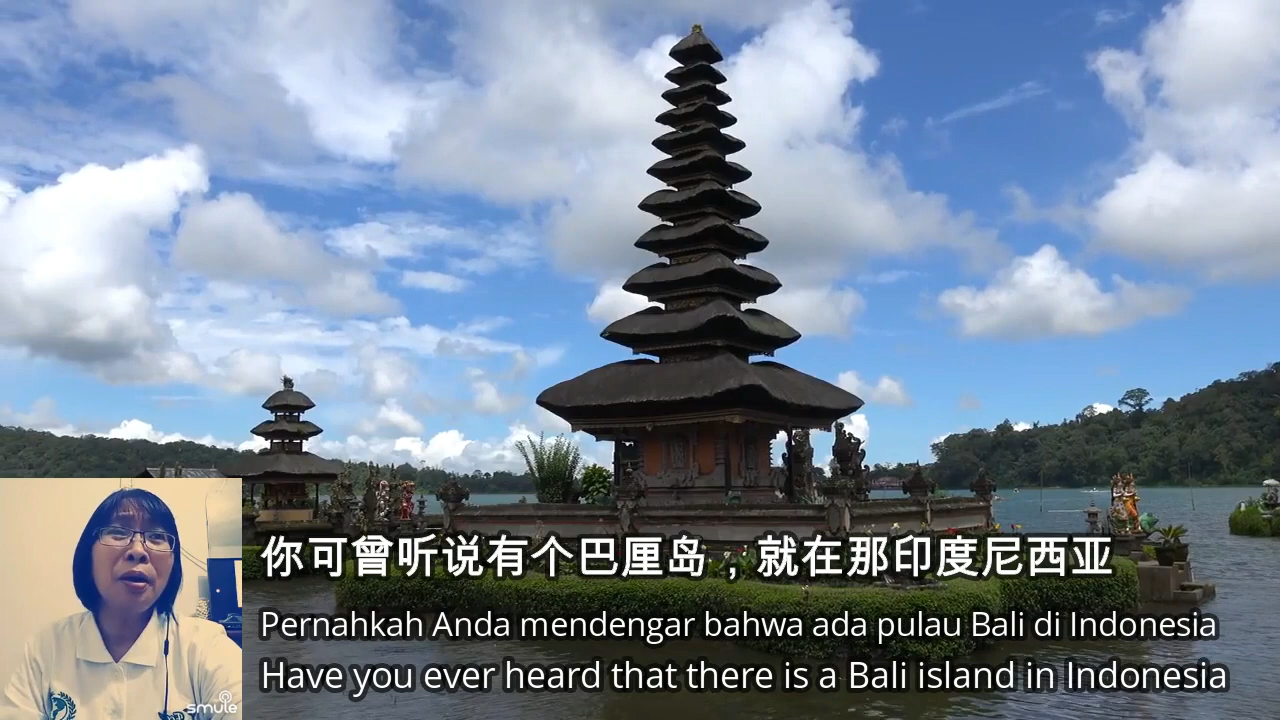 你可曾听说有个巴厘岛，就在那印度尼西亚
Pernahkah Anda mendengar bahwa ada pulau Bali di Indonesia
Have you ever heard that there is a Bali island in Indonesia
smule